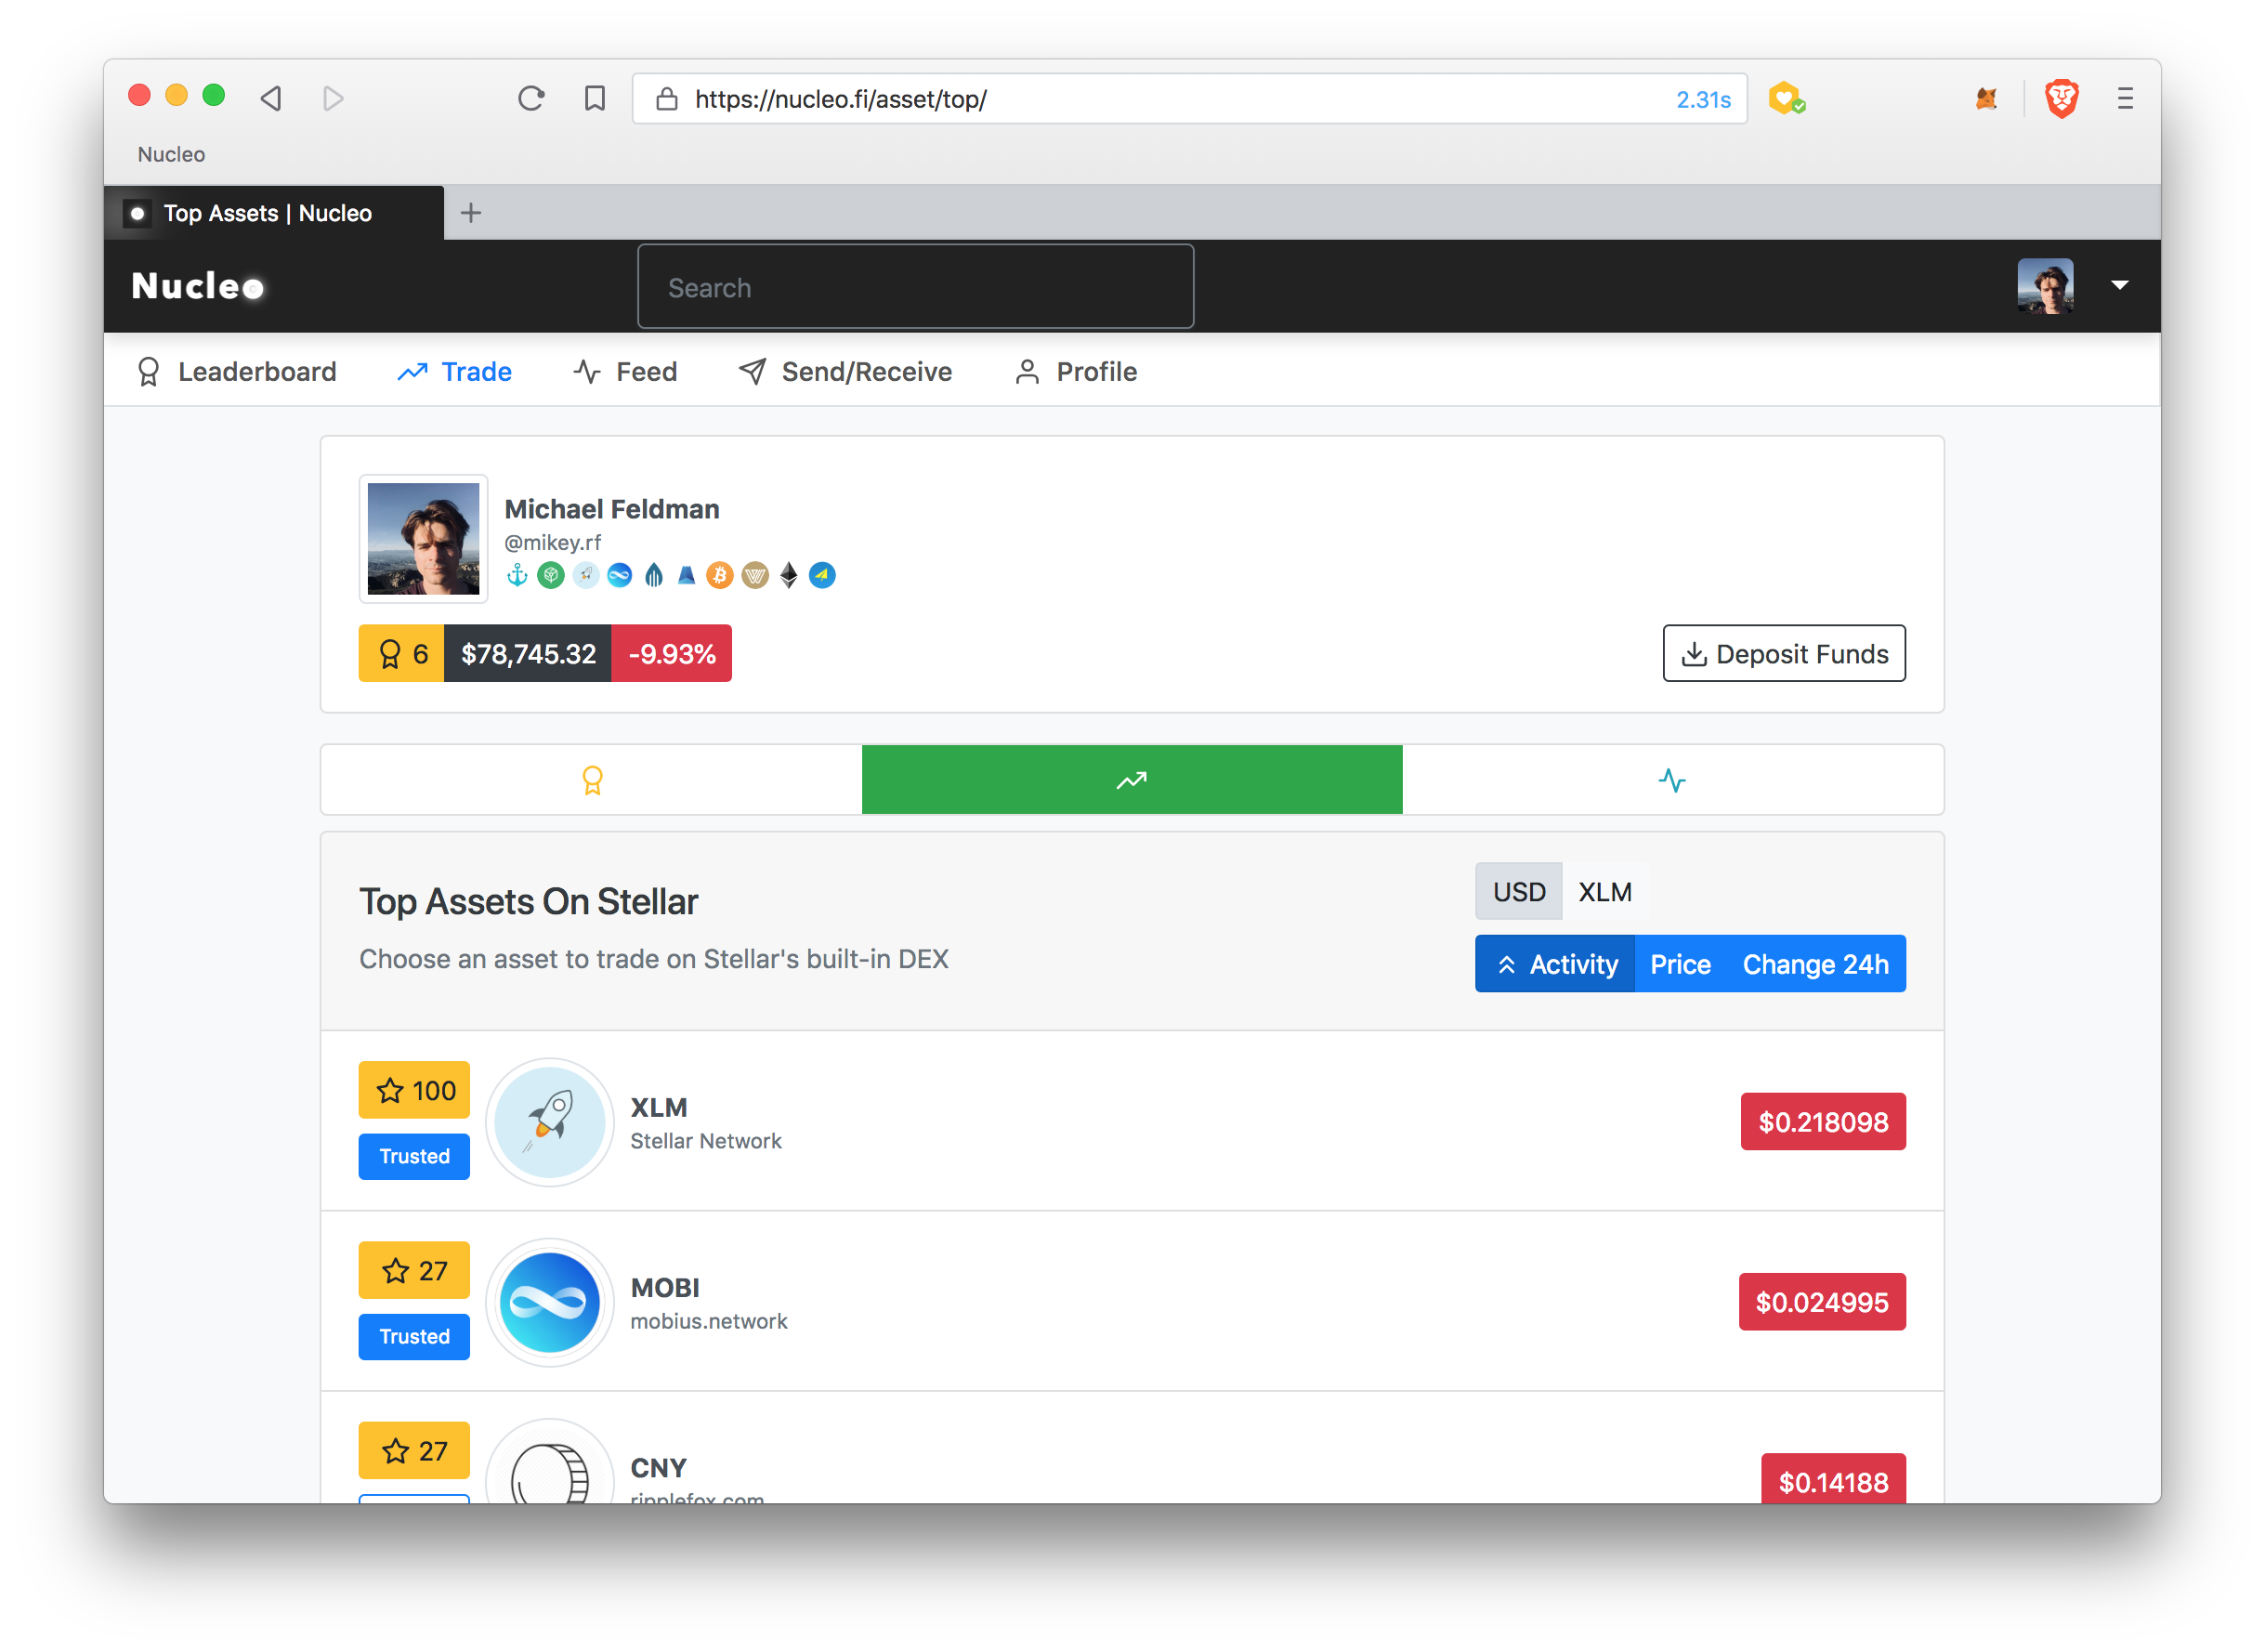 https://nucleo.fi/asset/top/ 2.31s
Nucleo
Top Assets | Nucleo
Nucleo Search
Leaderboard Trade Feed Send/Receive Profile
Michael Feldman
@mikey.rf
6 $78,745.32 -9.93% Deposit Funds
USD XLM
Top Assets On Stellar
Choose an asset to trade on Stellar's built-in DEX
Activity Price Change 24h
100
XLM
Stellar Network
Trusted
$0.218098
27
MOBI
mobius.network
Trusted
$0.024995
27
CNY
ripplefox.com
$0.14188